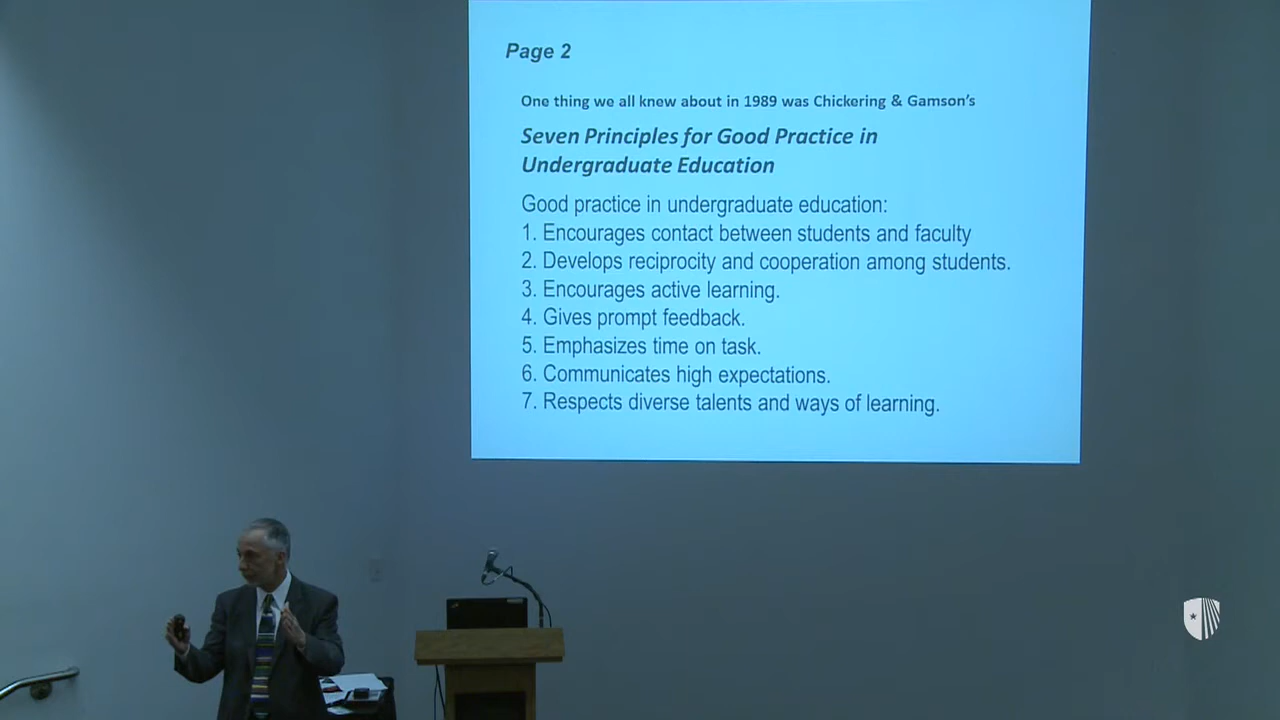 Page 2
One thing we all knew about in 1989 was Chickering & Gamson's
Seven Principles for Good Practice in
Undergraduate Education
Good practice in undergraduate education:
1. Encourages contact between students and faculty
2. Develops reciprocity and cooperation among students.
3. Encourages active learning.
4. Gives prompt feedback.
5. Emphasizes time on task.
6. Communicates high expectations.
7. Respects diverse talents and ways of learning.